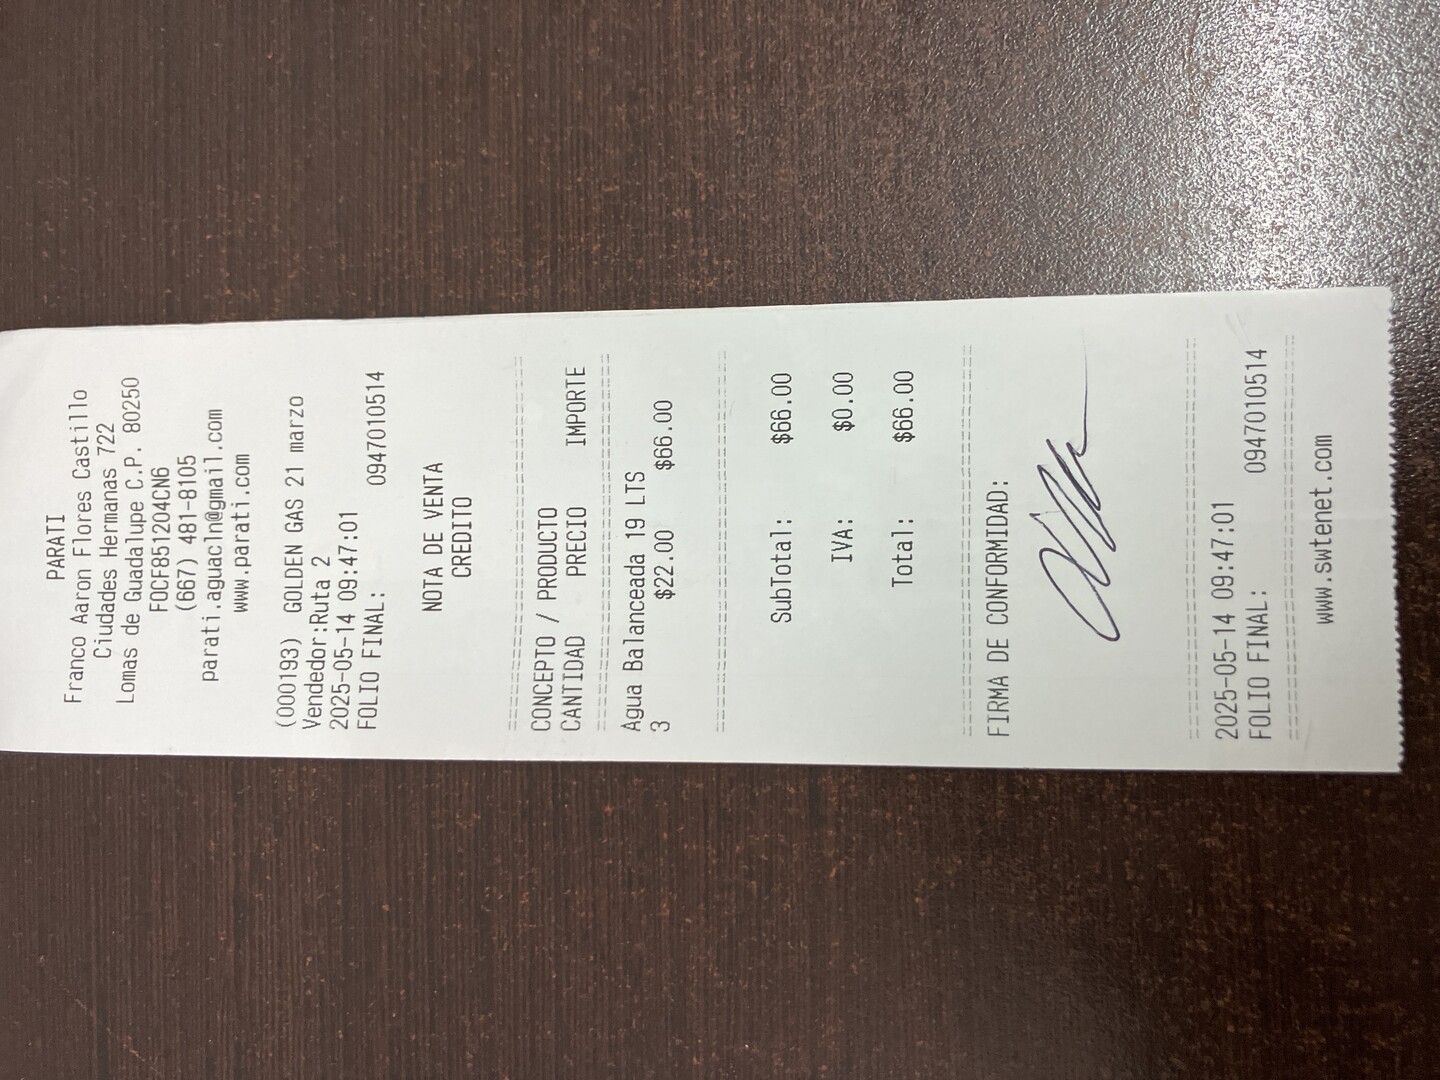 PARATI
Franco Aaron Flores Castillo
Ciudades Hermanas 722
Lomas de Guadalupe C.P. 80250
FOCF851204CN6
(667) 481-8105
parati.aguacln@gmail.com
www.parati.com
(0001193) GOLDEN GAS 21 marzo
Vendedor:Ruta 2
2025-05-14 09:47:01
FOLIO FINAL: 0947010514
NOTA DE VENTA
CREDITO
CONCEPTO / PRODUCTO
CANTIDAD PRECIO IMPORTE
Agua Balanceada 19 LTS
3 $22.00 $66.00
SubTotal: $66.00
IVA: $0.00
Total: $66.00
FIRMA DE CONFORMIDAD:
2025-05-14 09:47:01
FOLIO FINAL: 0947010514
www.swtenet.com